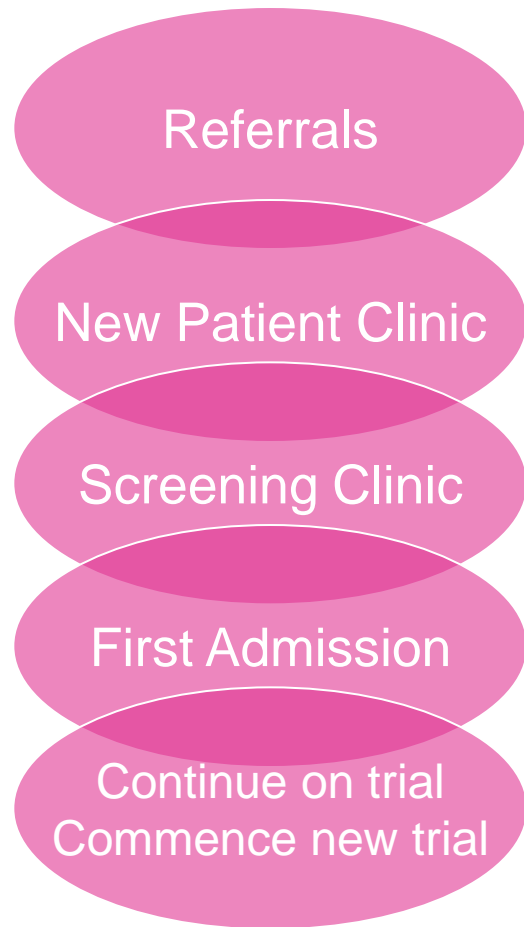 Referrals
New Patient Clinic
Screening Clinic
First Admission
Continue on trial
Commence new trial